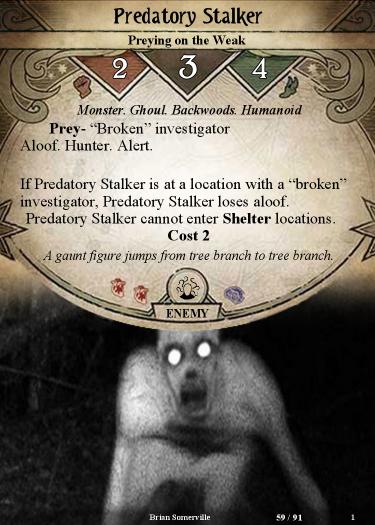 Predatory Stalker
Preying on the Weak
2 3 4
Monster. Ghoul. Backwoods. Humanoid
Prey- “Broken” investigator
Aloof. Hunter. Alert.
If Predatory Stalker is at a location with a “broken”
investigator, Predatory Stalker loses aloof.
Predatory Stalker cannot enter Shelter locations.
Cost 2
A gaunt figure jumps from tree branch to tree branch.
ENEMY
Brian Somerville 59 / 91 1